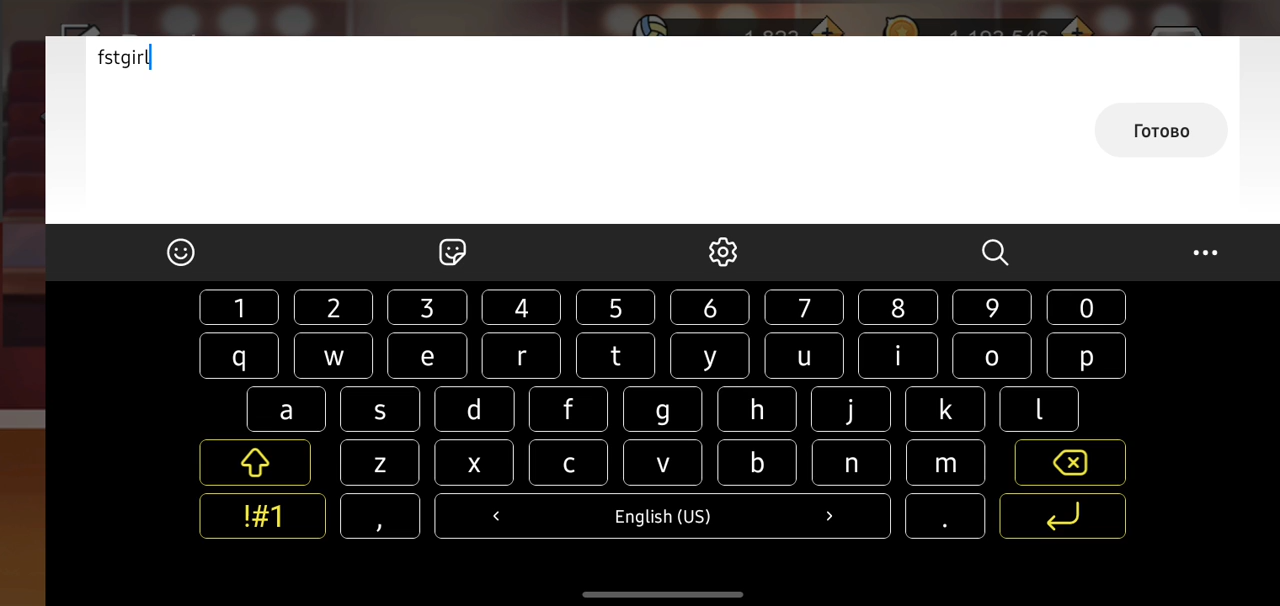 fstgirl
Готово
1 2 3 4 5 6 7 8 9 0
q w e r t y u i o p
a s d f g h j k l
z x c v b n m
!#1 , < English (US) > .